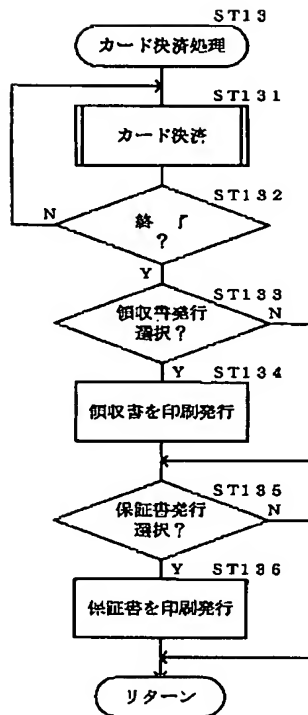 ST13
カード決済処理
ST131
カード決済
ST132
N
終了
?
Y
ST133
領収書発行
N
選択?
Y
ST134
領収書を印刷発行
ST135
保証書発行
N
選択?
Y
ST136
保証書を印刷発行
リターン